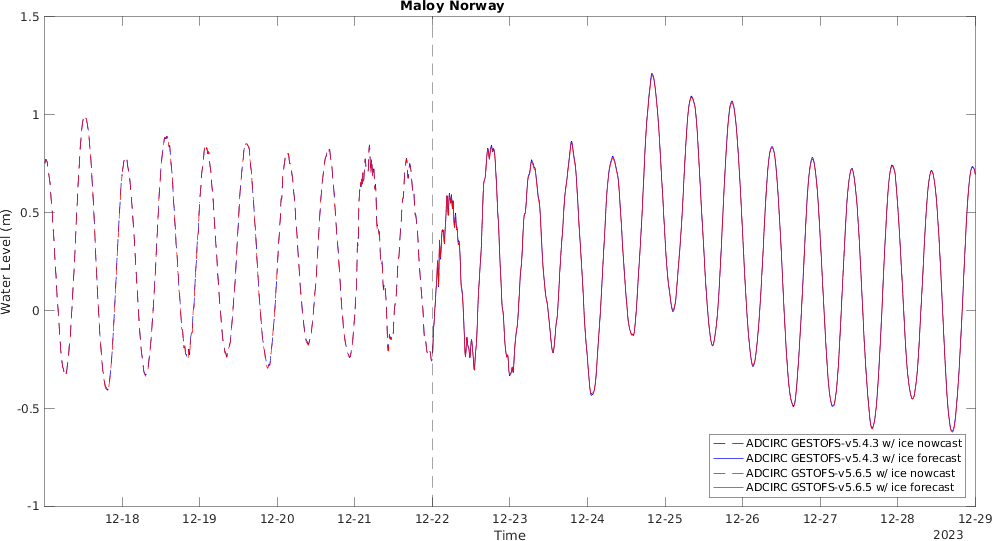 Maloy Norway
1.5
1
0.5
0
-0.5
-1
Water Level (m)
ADCIRC GESTOFS-v5.4.3 w/ ice nowcast
ADCIRC GESTOFS-v5.4.3 w/ ice forecast
ADCIRC GSTOFS-v5.6.5 w/ ice nowcast
ADCIRC GSTOFS-v5.6.5 w/ ice forecast
12-18 12-19 12-20 12-21 12-22 12-23 12-24 12-25 12-26 12-27 12-28 12-29
Time
2023